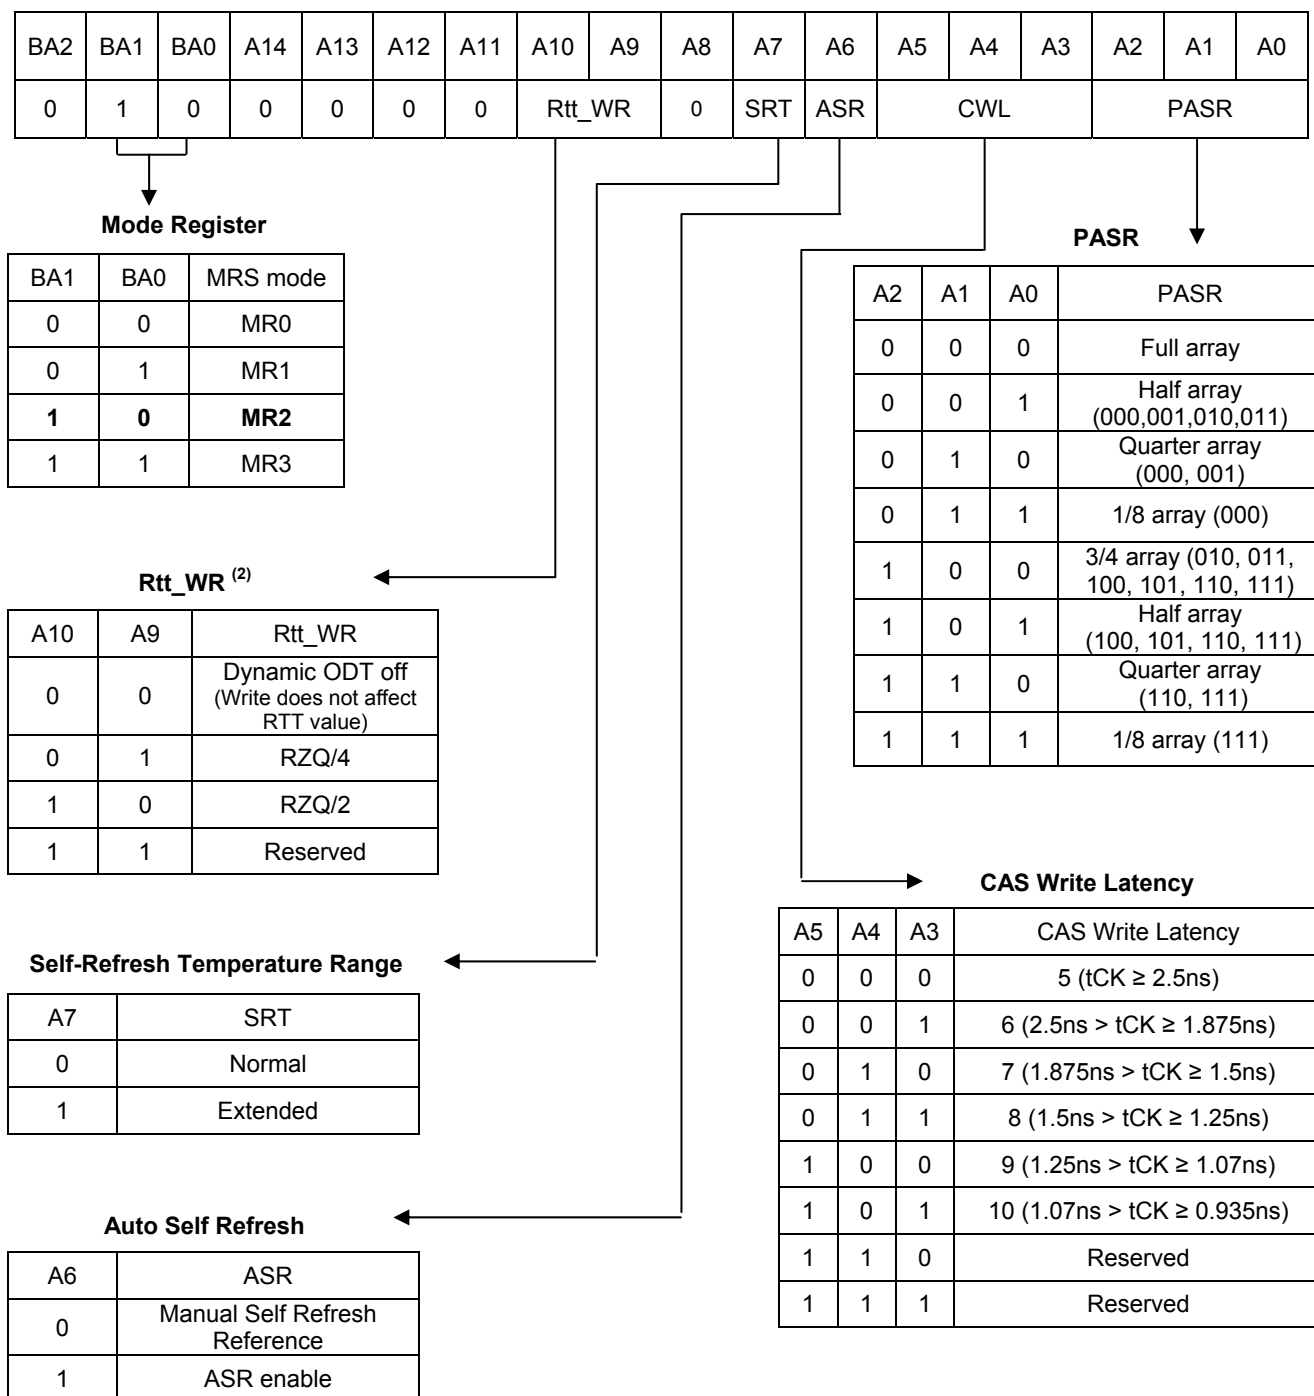 BA2 BA1 BA0 A14 A13 A12 A11 A10 A9 A8 A7 A6 A5 A4 A3 A2 A1 A0
0 1 0 0 0 0 0 Rtt_WR 0 SRT ASR CWL PASR
Mode Register
BA1 BA0 MRS mode
0 0 MR0
0 1 MR1
1 0 MR2
1 1 MR3
PASR
A2 A1 A0 PASR
0 0 0 Full array
0 0 1 Half array
(000,001,010,011)
0 1 0 Quarter array
(000, 001)
0 1 1 1/8 array (000)
1 0 0 3/4 array (010, 011,
100, 101, 110, 111)
1 0 1 Half array
(100, 101, 110, 111)
1 1 0 Quarter array
(110, 111)
1 1 1 1/8 array (111)
Rtt_WR (2)
A10 A9 Rtt_WR
0 0 Dynamic ODT off
(Write does not affect
RTT value)
0 1 RZQ/4
1 0 RZQ/2
1 1 Reserved
CAS Write Latency
A5 A4 A3 CAS Write Latency
0 0 0 5 (tCK ≥ 2.5ns)
0 0 1 6 (2.5ns > tCK ≥ 1.875ns)
0 1 0 7 (1.875ns > tCK ≥ 1.5ns)
0 1 1 8 (1.5ns > tCK ≥ 1.25ns)
1 0 0 9 (1.25ns > tCK ≥ 1.07ns)
1 0 1 10 (1.07ns > tCK ≥ 0.935ns)
1 1 0 Reserved
1 1 1 Reserved
Self-Refresh Temperature Range
A7 SRT
0 Normal
1 Extended
Auto Self Refresh
A6 ASR
0 Manual Self Refresh
Reference
1 ASR enable